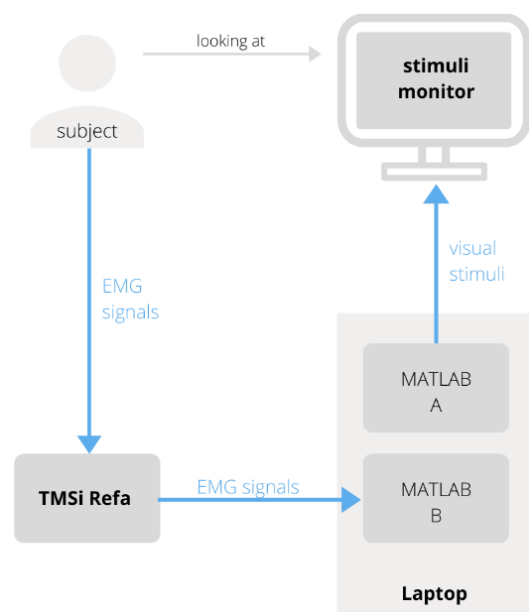 looking at
stimuli
monitor
subject
EMG
signals
visual
stimuli
MATLAB
A
TMSi Refa
EMG signals
MATLAB
B
Laptop